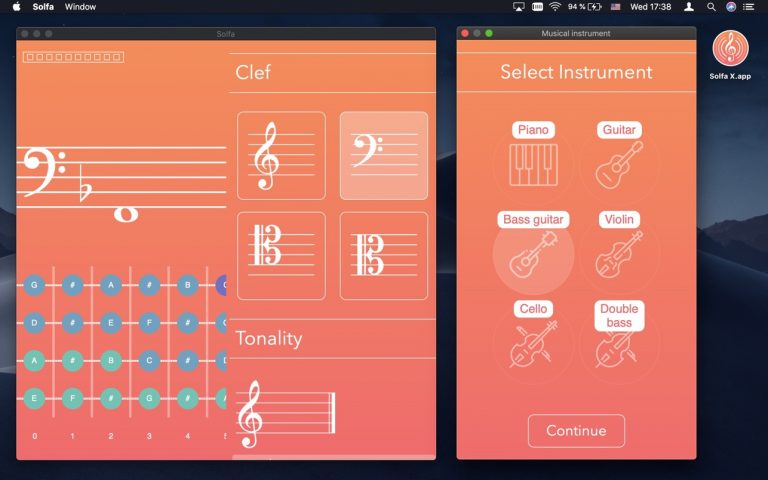 Solfa Window
94 %
Wed 17:38
Solfa
Musical instrument
Clef
Select Instrument
Solfa X.app
Piano
Guitar
Bass guitar
Violin
Cello
Double
bass
Continue
Tonality
G # A # B
D # E F #
A # B C #
E F # G #
0 1 2 3 4